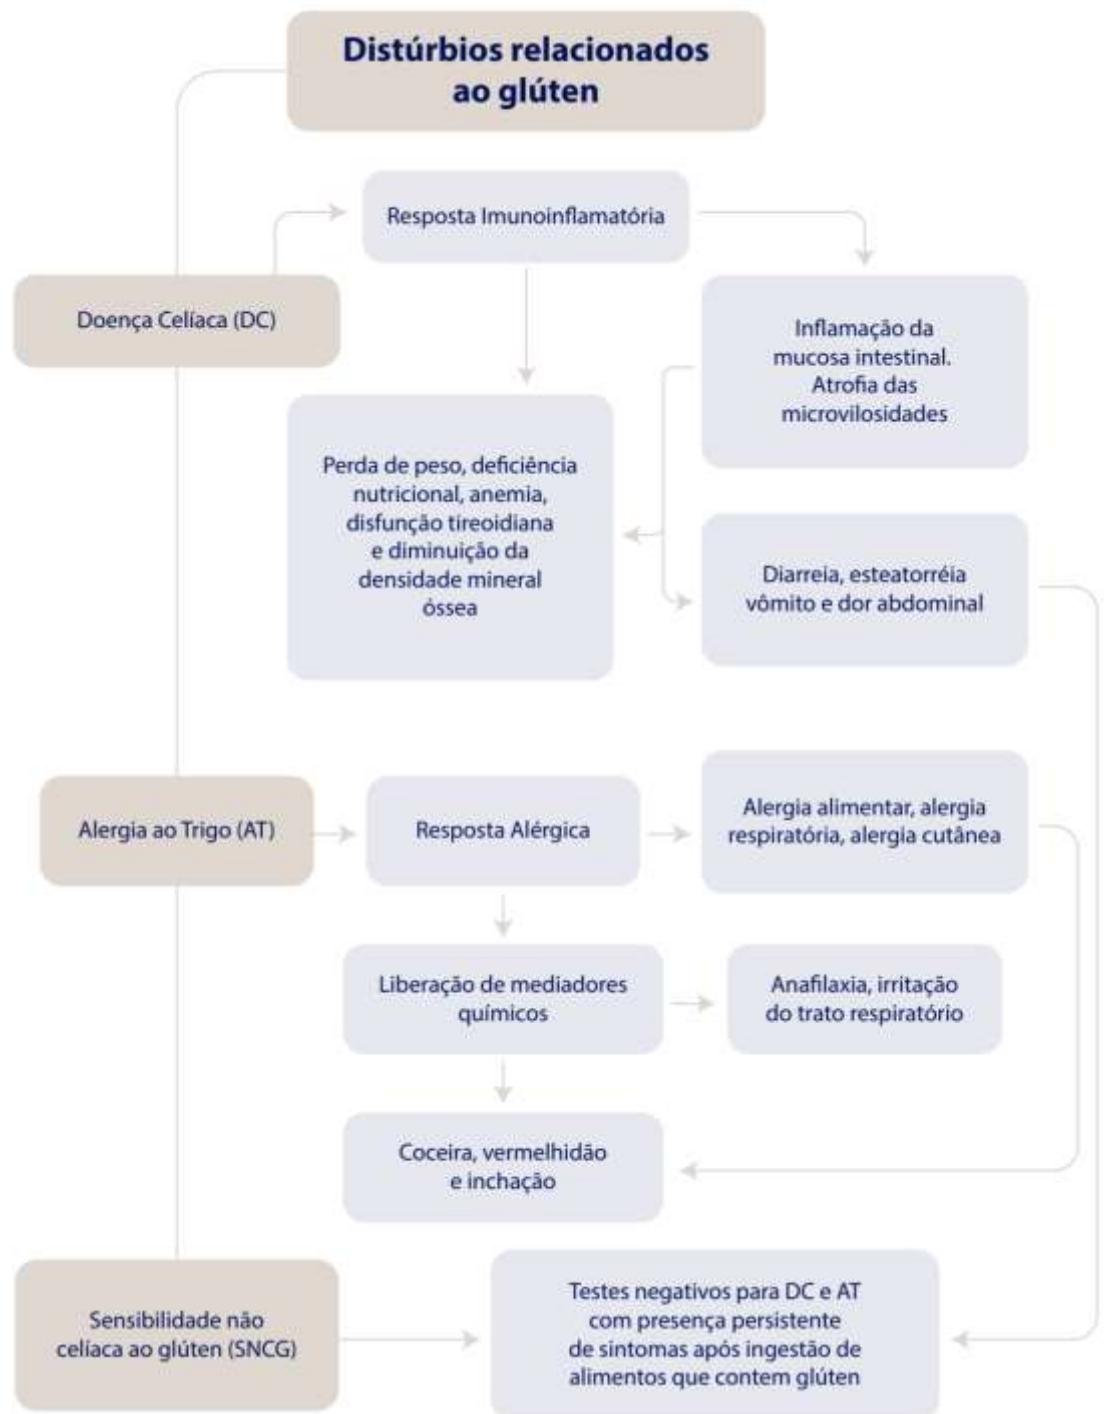 Distúrbios relacionados
ao glúten
Resposta Imunoinflamatória
Doença Celíaca (DC)
Inflamação da
mucosa intestinal.
Atrofia das
microvilosidades
Perda de peso, deficiência
nutricional, anemia,
disfunção tireoidiana
e diminuição da
densidade mineral
óssea
Diarreia, esteatorréia
vômito e dor abdominal
Alergia ao Trigo (AT)
Resposta Alérgica
Alergia alimentar, alergia
respiratória, alergia cutânea
Liberação de mediadores
químicos
Anafilaxia, irritação
do trato respiratório
Coceira, vermelhidão
e inchação
Sensibilidade não
celíaca ao glúten (SNCG)
Testes negativos para DC e AT
com presença persistente
de sintomas após ingestão de
alimentos que contem glúten